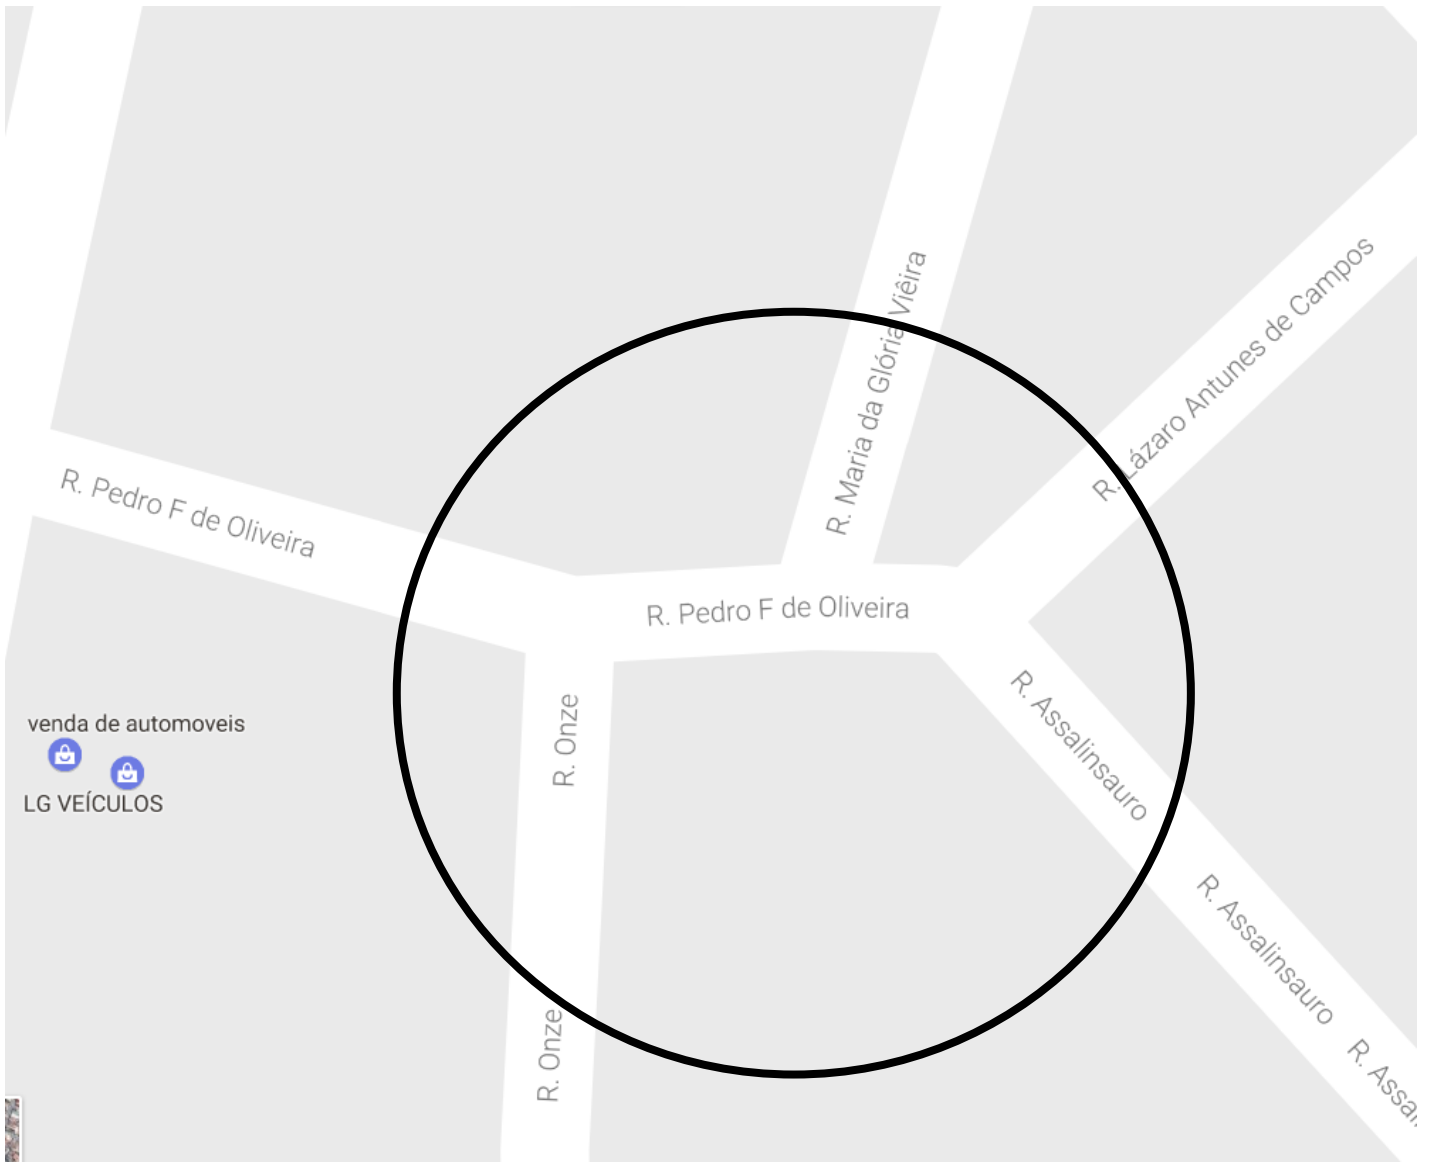 R. Maria da Glória Viêira
R. Lázaro Antunes de Campos
R. Pedro F de Oliveira
R. Pedro F de Oliveira
R. Assalinsauro
R. Onze
venda de automoveis
LG VEÍCULOS
R. Assalinsauro
R. Onze
R. Assal